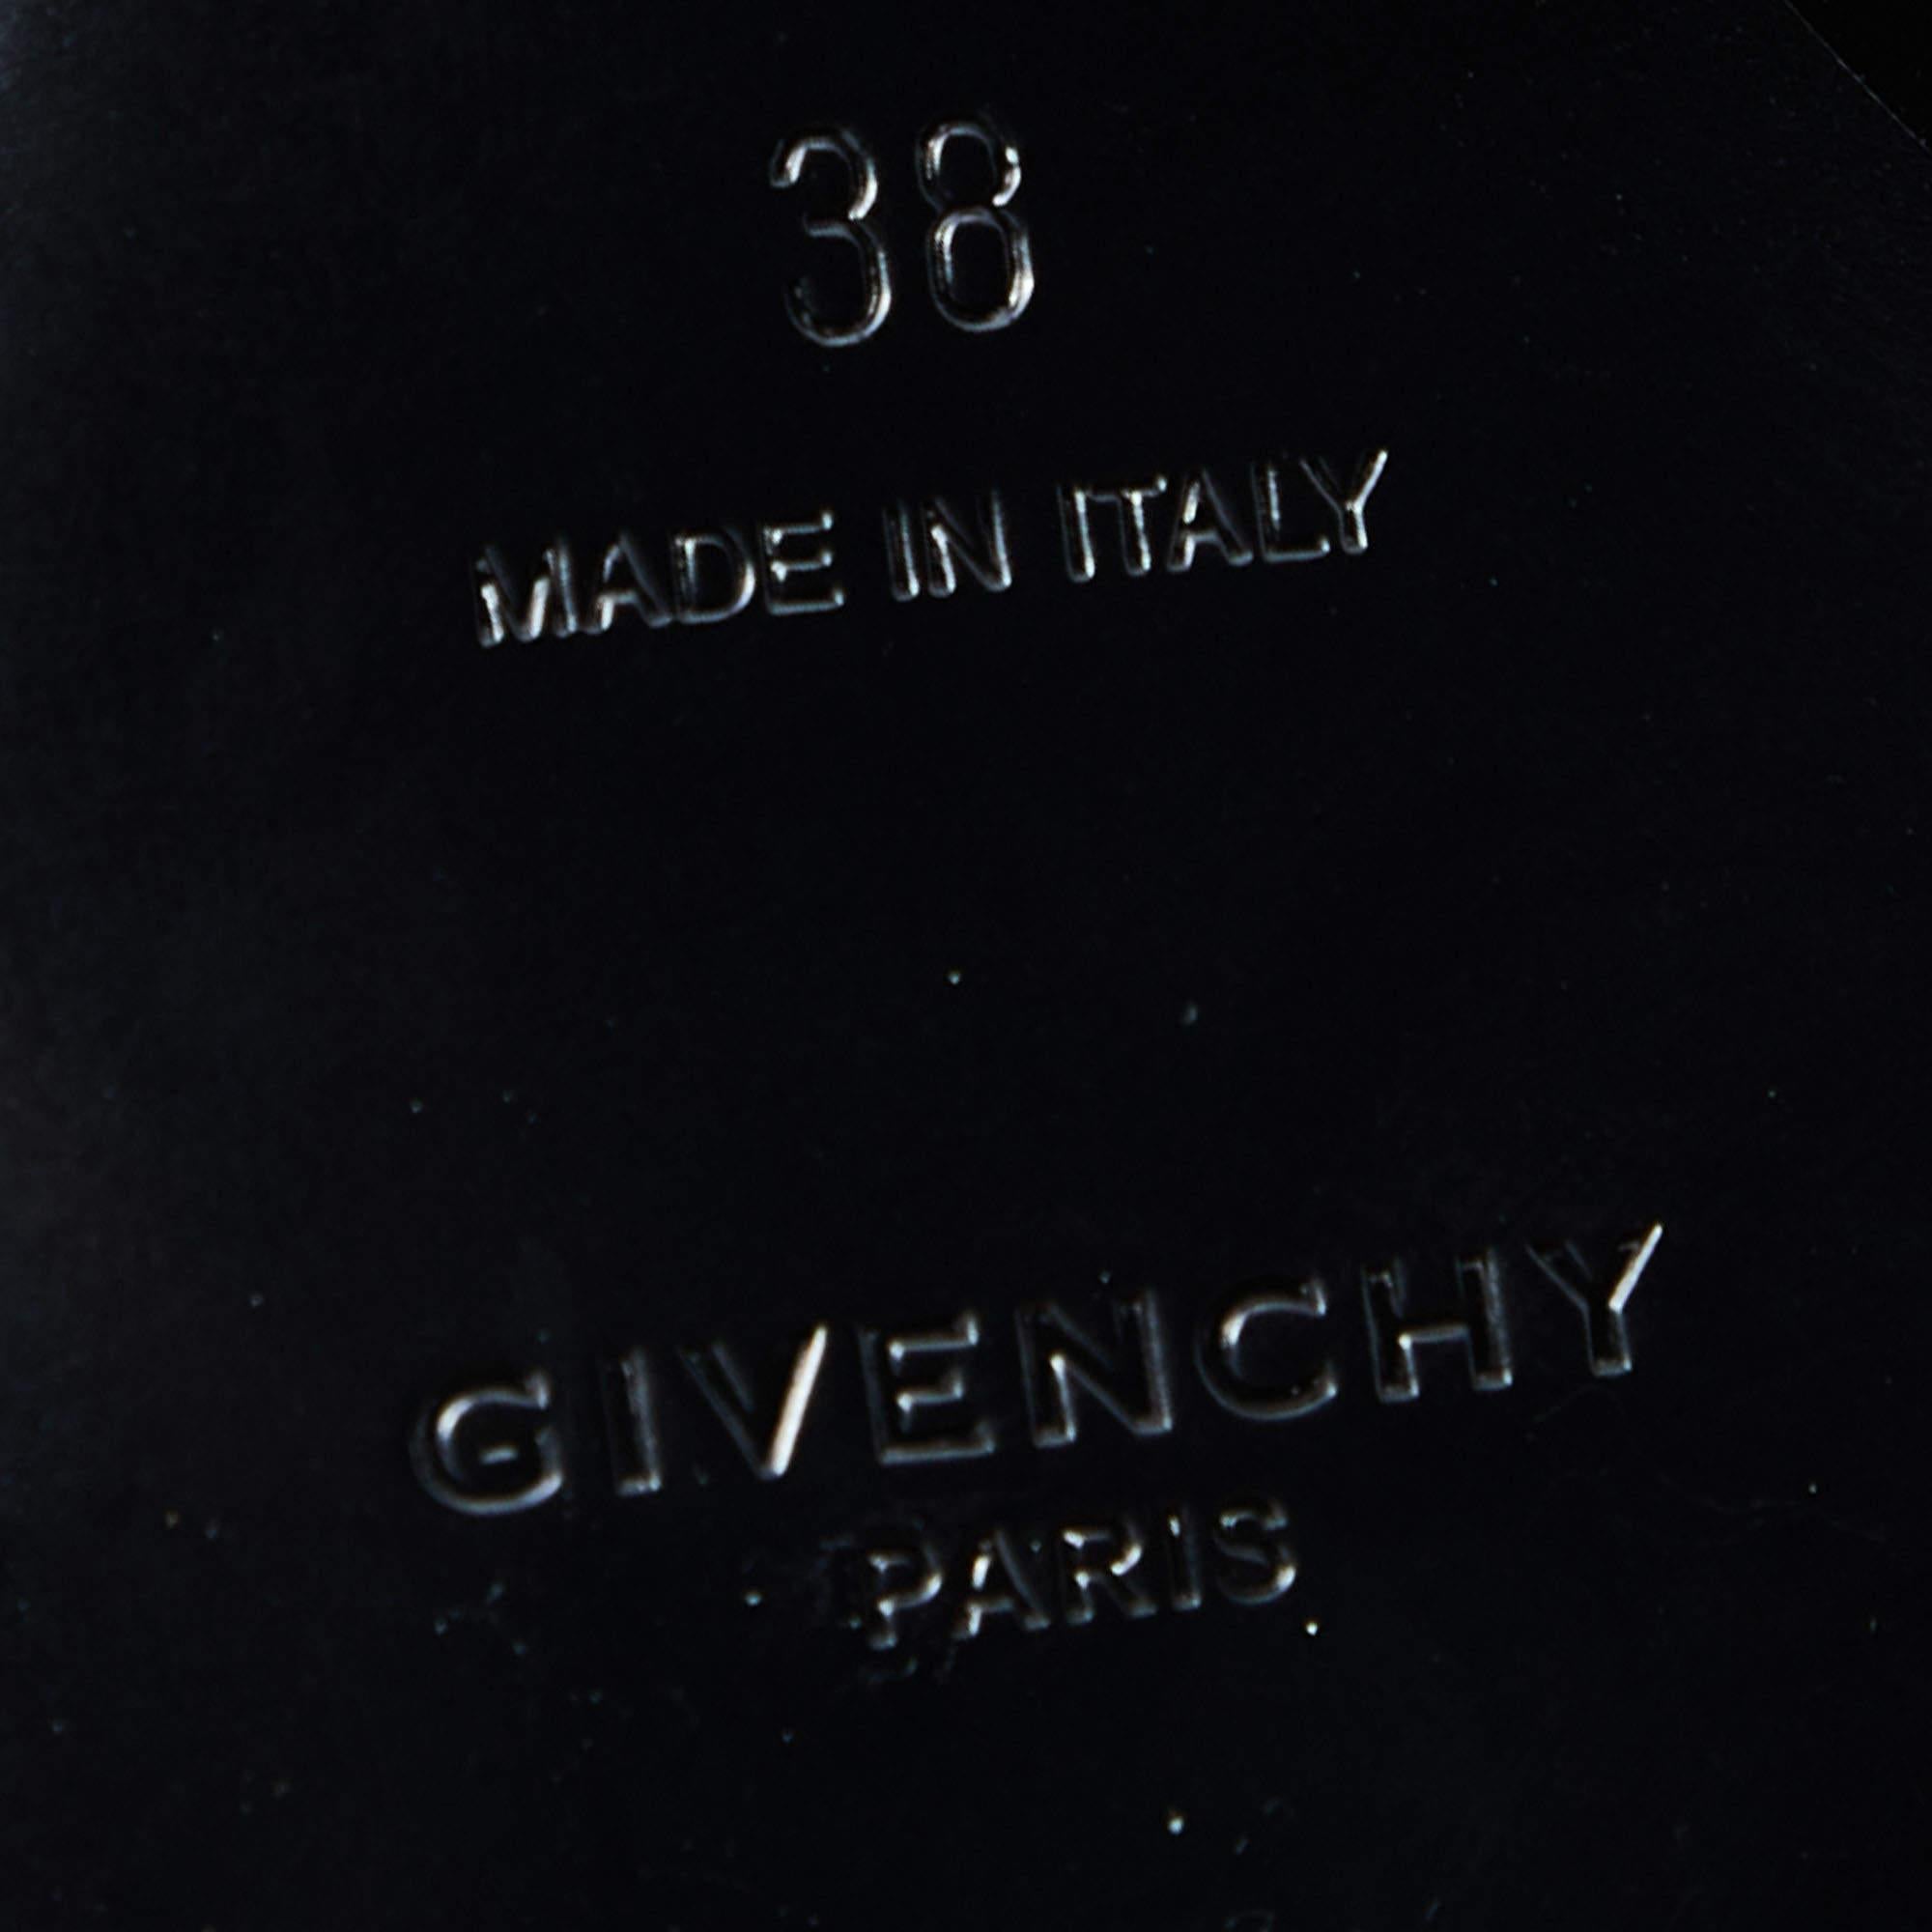 38
MADE IN ITALY
GIVENCHY
PARIS